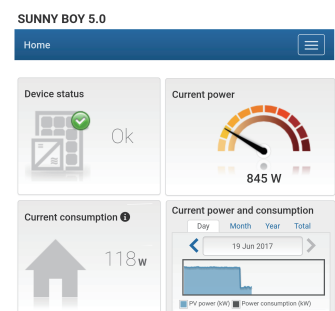 SUNNY BOY 5.0
Home
Device status
Ok
Current power
845 W
Current consumption
118 w
Current power and consumption
Day Month Year Total
19 Jun 2017
PV power (kW) Power consumption (kW)